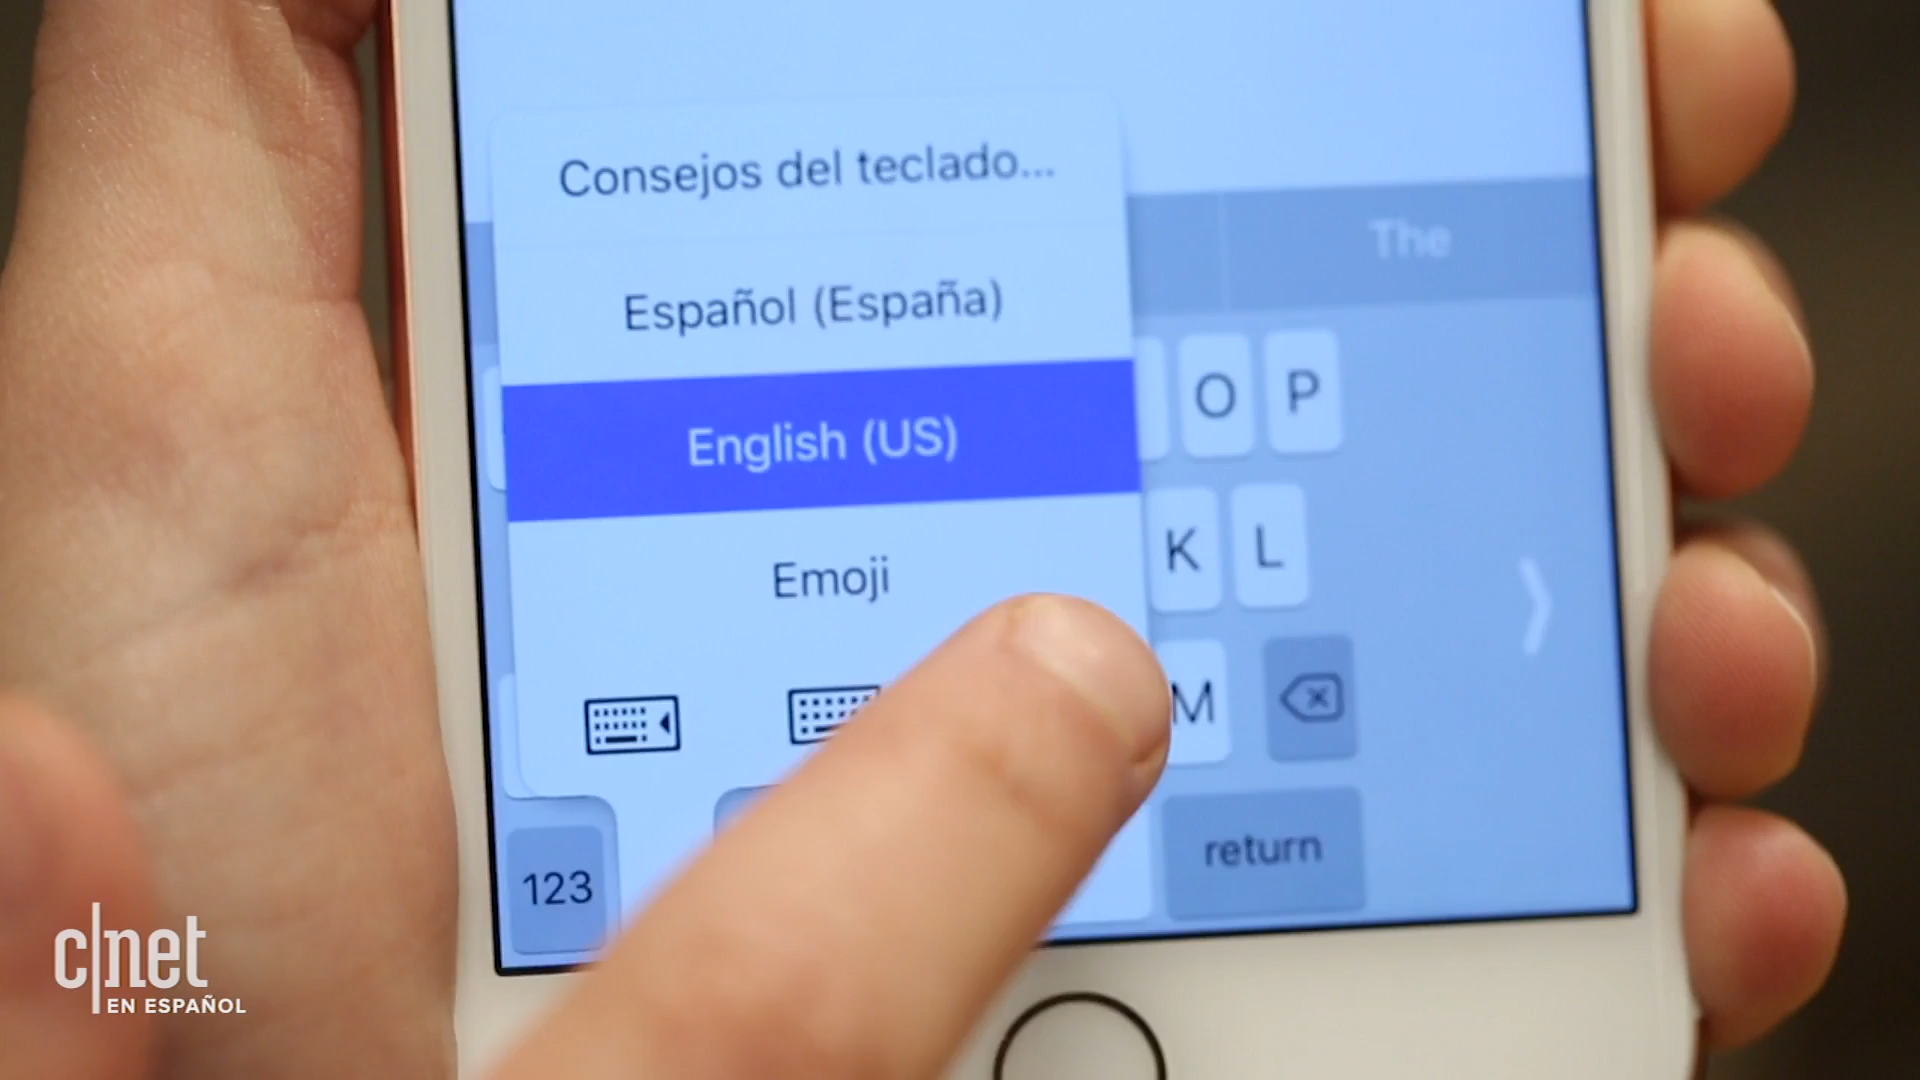 Consejos del teclado...
The
Español (España)
O P
English (US)
K L
Emoji
M
return
123
c|net
EN ESPAÑOL